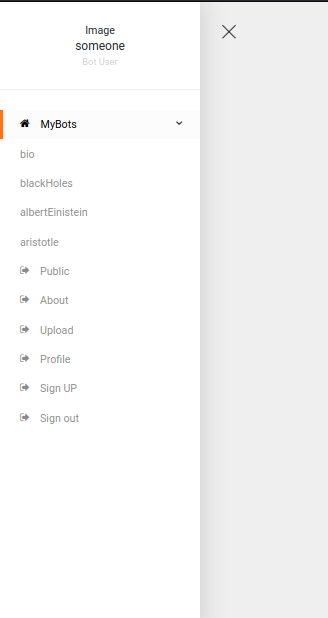 Image
someone
Bot User
MyBots
bio
blackHoles
albertEinistein
aristotle
Public
About
Upload
Profile
Sign UP
Sign out